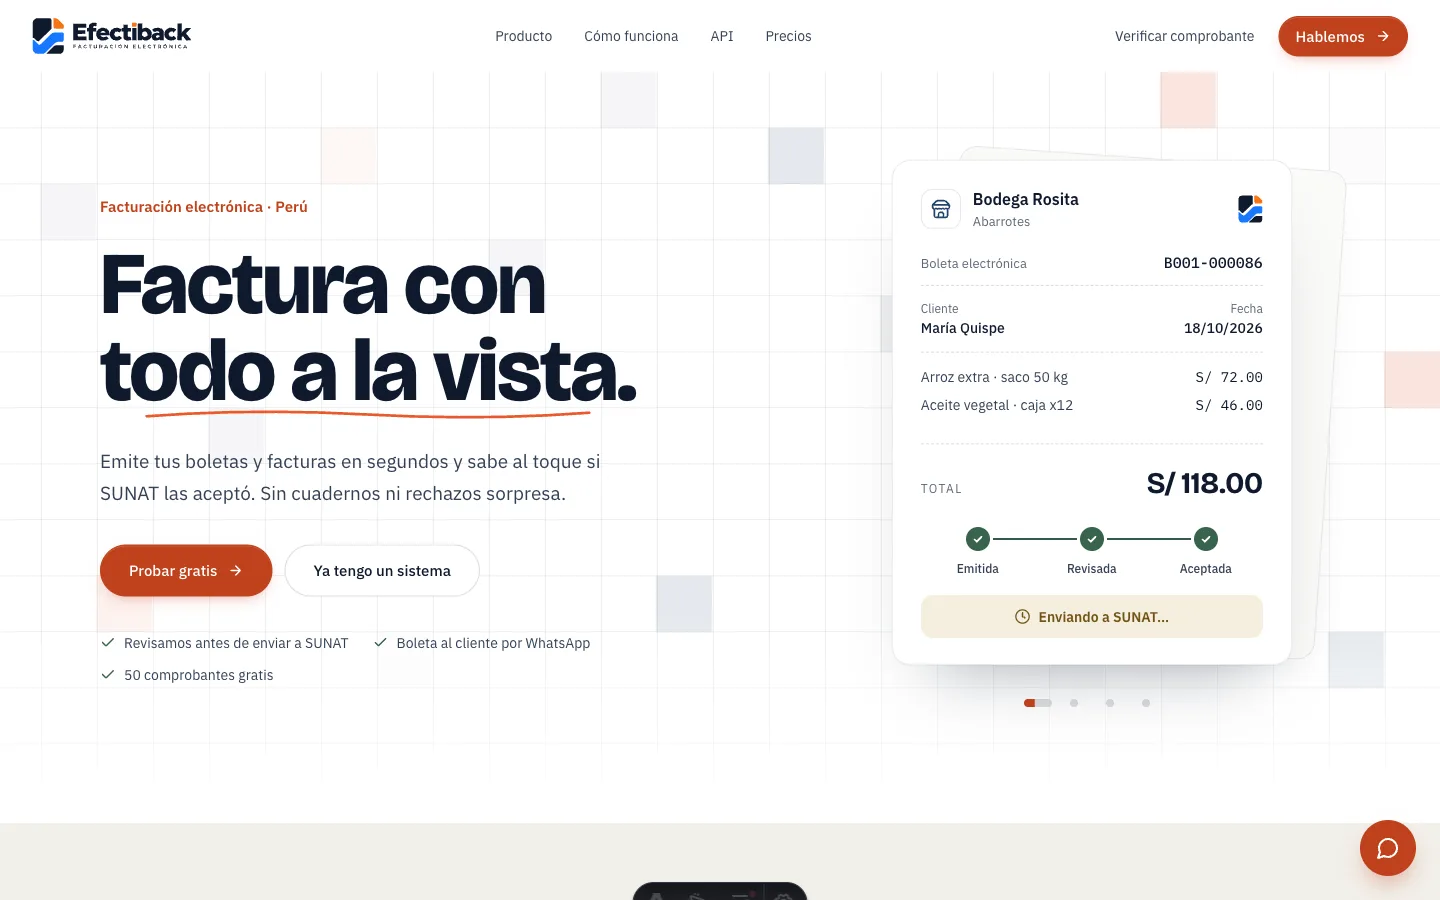 Efectiback
FACTURACIÓN ELECTRÓNICA
Producto
Cómo funciona
API
Precios
Verificar comprobante
Hablemos
Facturación electrónica · Perú
Factura con
todo a la vista.
Emite tus boletas y facturas en segundos y sabe al toque si
SUNAT las aceptó. Sin cuadernos ni rechazos sorpresa.
Probar gratis
Ya tengo un sistema
Revisamos antes de enviar a SUNAT
Boleta al cliente por WhatsApp
50 comprobantes gratis
Bodega Rosita
Abarrotes
Boleta electrónica
B001-000086
Cliente
Fecha
María Quispe
18/10/2026
Arroz extra · saco 50 kg
S/ 72.00
Aceite vegetal · caja x12
S/ 46.00
TOTAL
S/ 118.00
Emitida
Revisada
Aceptada
Enviando a SUNAT...